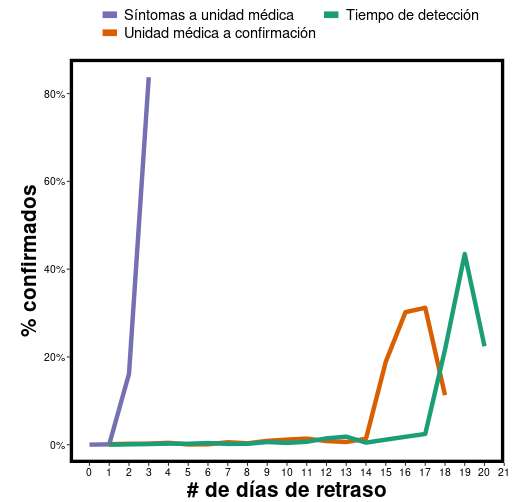 Síntomas a unidad médica Tiempo de detección
Unidad médica a confirmación
% confirmados
80%
60%
40%
20%
0%
0 1 2 3 4 5 6 7 8 9 10 11 12 13 14 15 16 17 18 19 20 21
# de días de retraso